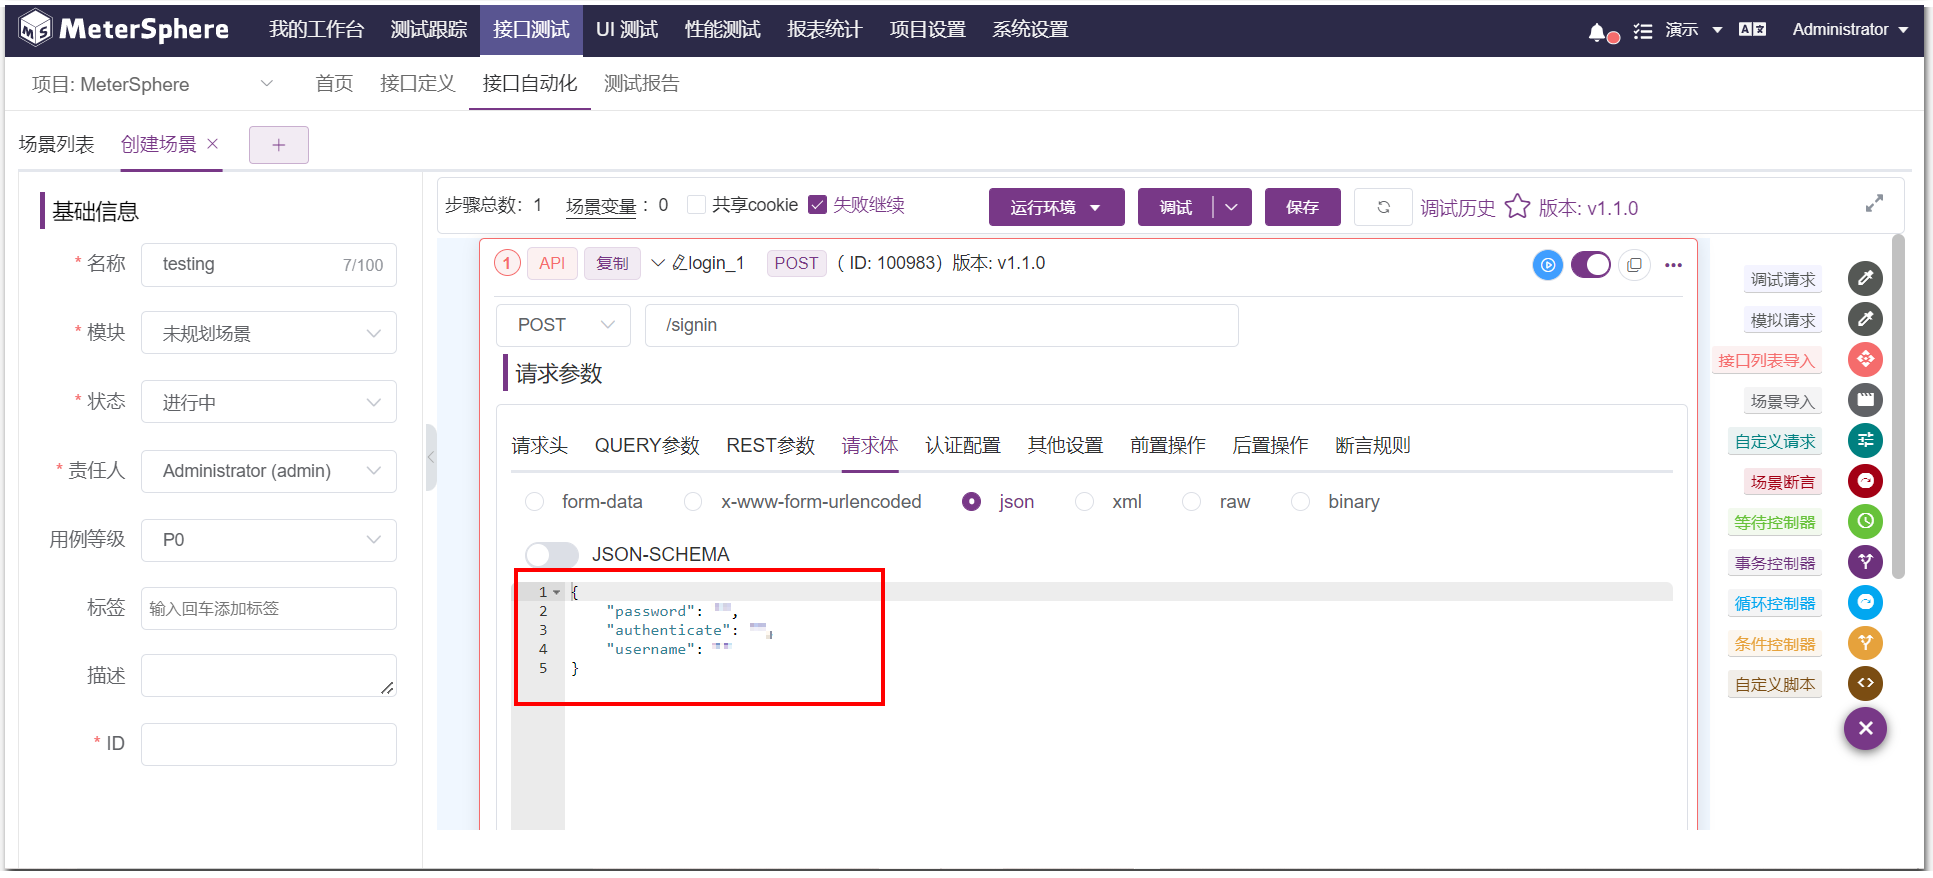 MeterSphere 我的工作台 测试跟踪 接口测试 UI 测试 性能测试 报表统计 项目设置 系统设置 演示 Administrator
项目: MeterSphere 首页 接口定义 接口自动化 测试报告
场景列表 创建场景 × +
基础信息
* 名称 testing 7/100
* 模块 未规划场景
* 状态 进行中
* 责任人 Administrator (admin)
用例等级 P0
标签 输入回车添加标签
描述
* ID
步骤总数: 1 场景变量 : 0 共享cookie 失败继续 运行环境 调试 保存 调试历史 版本: v1.1.0
1 API 复制 login_1 POST ( ID: 100983) 版本: v1.1.0
POST /signin
请求参数
请求头 QUERY参数 REST参数 请求体 认证配置 其他设置 前置操作 后置操作 断言规则
form-data x-www-form-urlencoded json xml raw binary
JSON-SCHEMA
1 {
2 "password": ,
3 "authenticate": ,
4 "username":
5 }
调试请求
模拟请求
接口列表导入
场景导入
自定义请求
场景断言
等待控制器
事务控制器
循环控制器
条件控制器
自定义脚本